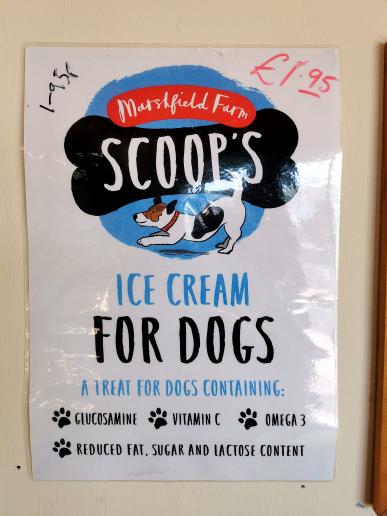 1-95p
£1.95
Marshfield Farm
SCOOP'S
ICE CREAM
FOR DOGS
A TREAT FOR DOGS CONTAINING:
GLUCOSAMINE VITAMIN C OMEGA 3
REDUCED FAT, SUGAR AND LACTOSE CONTENT